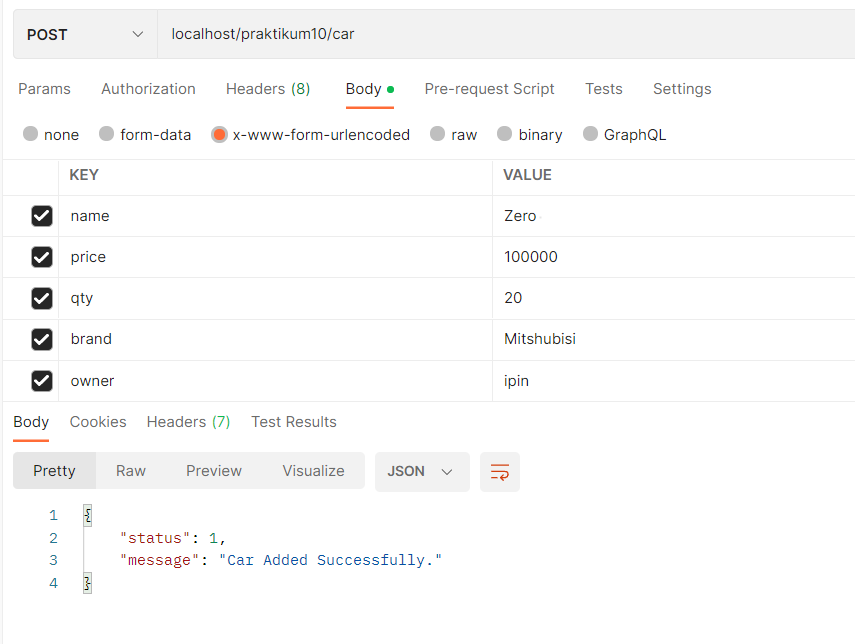 POST localhost/praktikum10/car
Params Authorization Headers (8) Body Pre-request Script Tests Settings
none form-data x-www-form-urlencoded raw binary GraphQL
KEY VALUE
name Zero
price 100000
qty 20
brand Mitshubisi
owner ipin
Body Cookies Headers (7) Test Results
Pretty Raw Preview Visualize JSON
1 {
2 "status": 1,
3 "message": "Car Added Successfully."
4 }